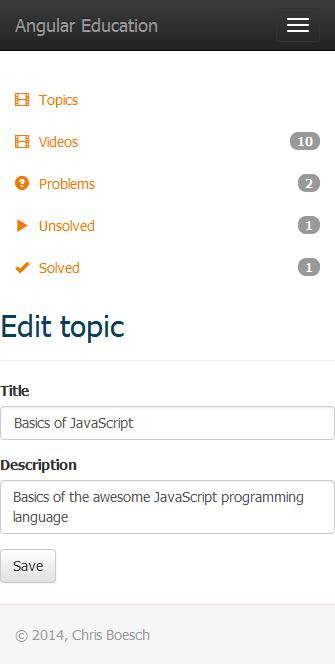 Angular Education
Topics
Videos 10
Problems 2
Unsolved 1
Solved 1
Edit topic
Title
Basics of JavaScript
Description
Basics of the awesome JavaScript programming
language
Save
© 2014, Chris Boesch